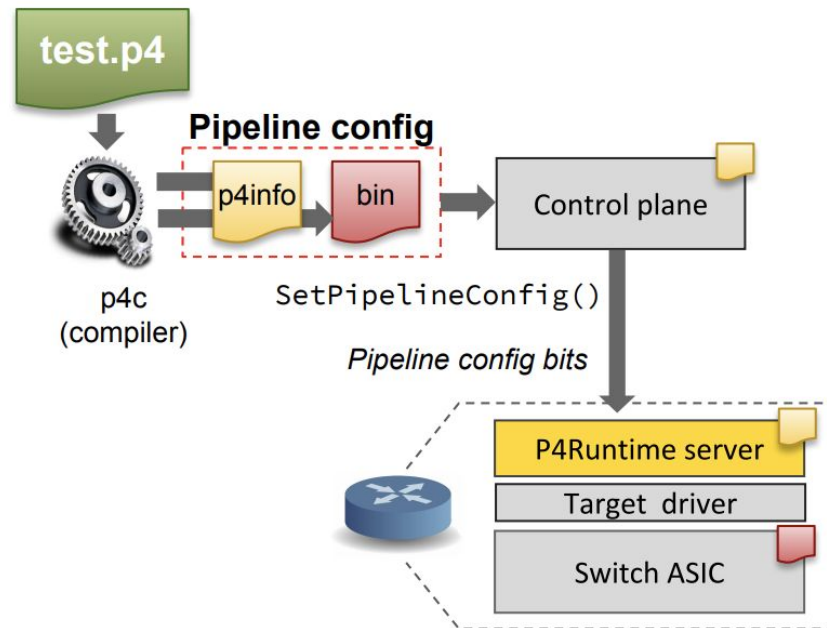 test.p4
Pipeline config
p4info
bin
Control plane
p4c
(compiler)
SetPipelineConfig()
Pipeline config bits
P4Runtime server
Target driver
Switch ASIC